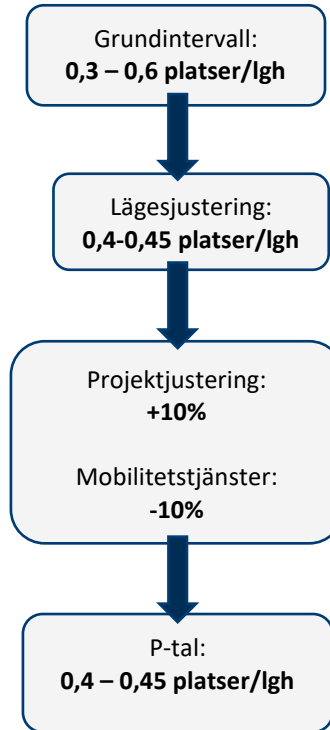 Grundintervall:
0,3 – 0,6 platser/lgh
Lägesjustering:
0,4-0,45 platser/lgh
Projektjustering:
+10%
Mobilitetstjänster:
-10%
P-tal:
0,4 – 0,45 platser/lgh